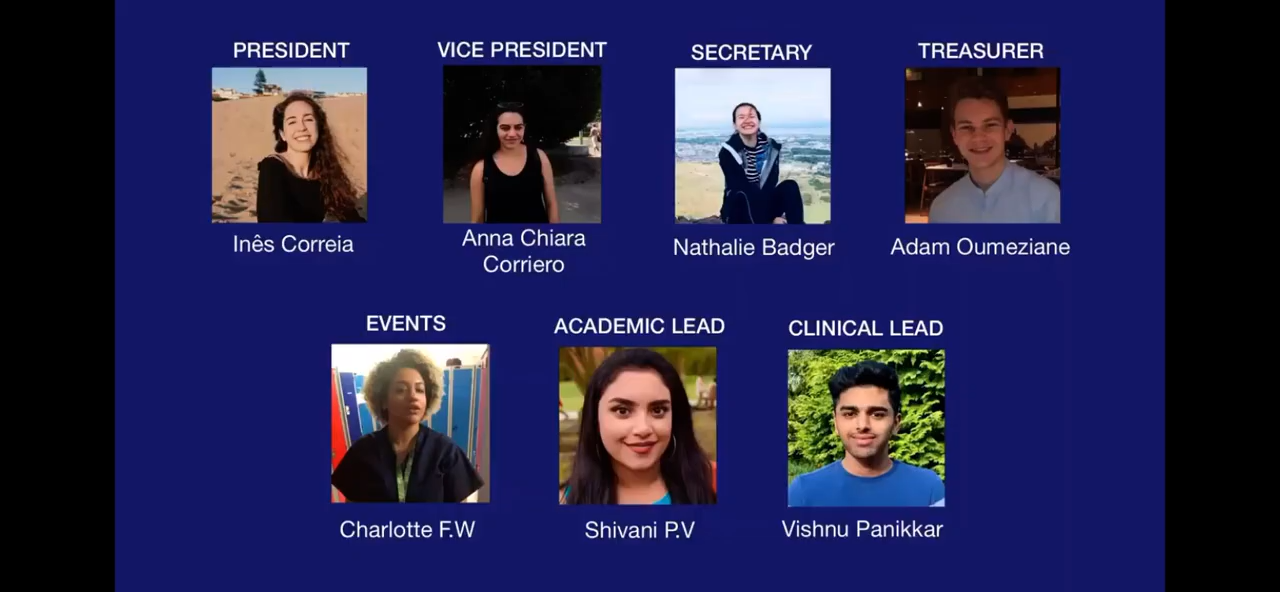 PRESIDENT
VICE PRESIDENT
SECRETARY
TREASURER
Inês Correia
Anna Chiara
Corriero
Nathalie Badger
Adam Oumeziane
EVENTS
ACADEMIC LEAD
CLINICAL LEAD
Charlotte F.W
Shivani P.V
Vishnu Panikkar